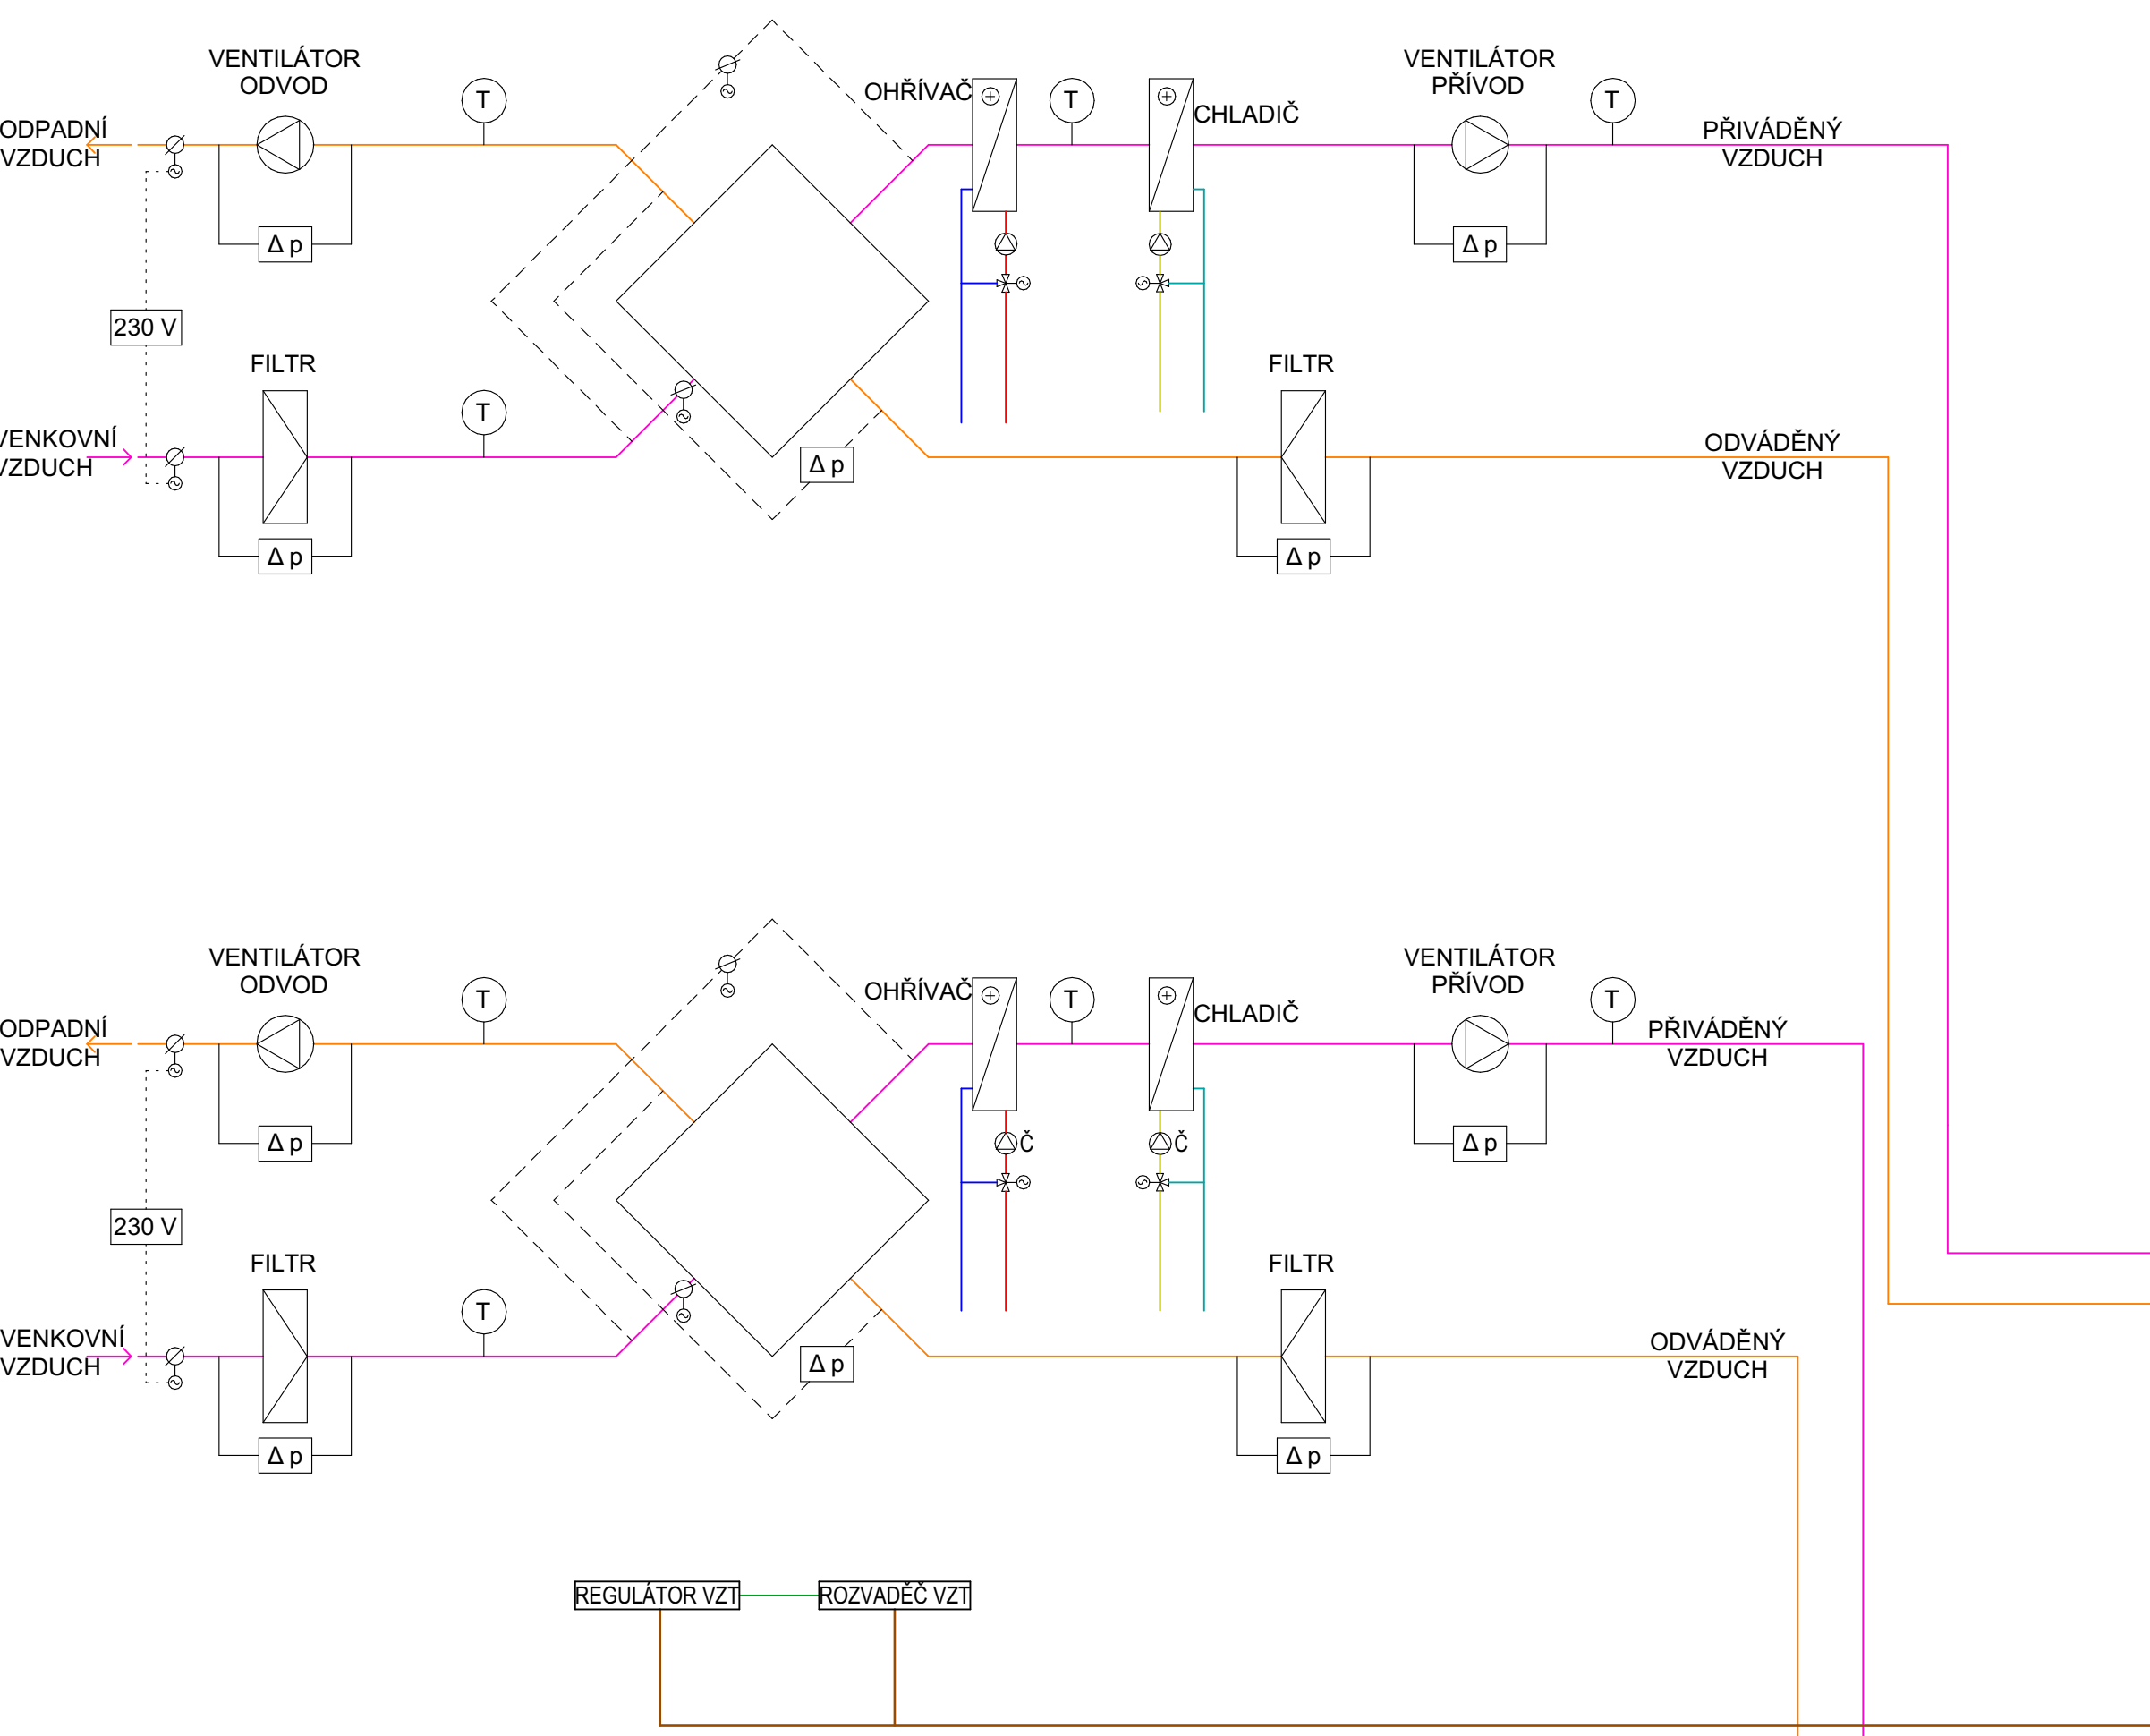 VENTILÁTOR
ODVOD
T
OHŘÍVAČ
T
CHLADIČ
VENTILÁTOR
PŘÍVOD
T
ODPADNÍ
VZDUCH
PŘIVÁDĚNÝ
VZDUCH
Δ p
Δ p
230 V
FILTR
T
FILTR
VENKOVNÍ
VZDUCH
Δ p
ODVÁDĚNÝ
VZDUCH
Δ p
Δ p
VENTILÁTOR
ODVOD
T
OHŘÍVAČ
T
CHLADIČ
VENTILÁTOR
PŘÍVOD
T
ODPADNÍ
VZDUCH
PŘIVÁDĚNÝ
VZDUCH
Δ p
Č
Č
Δ p
230 V
FILTR
T
FILTR
VENKOVNÍ
VZDUCH
Δ p
ODVÁDĚNÝ
VZDUCH
Δ p
Δ p
REGULÁTOR VZT
ROZVADĚČ VZT